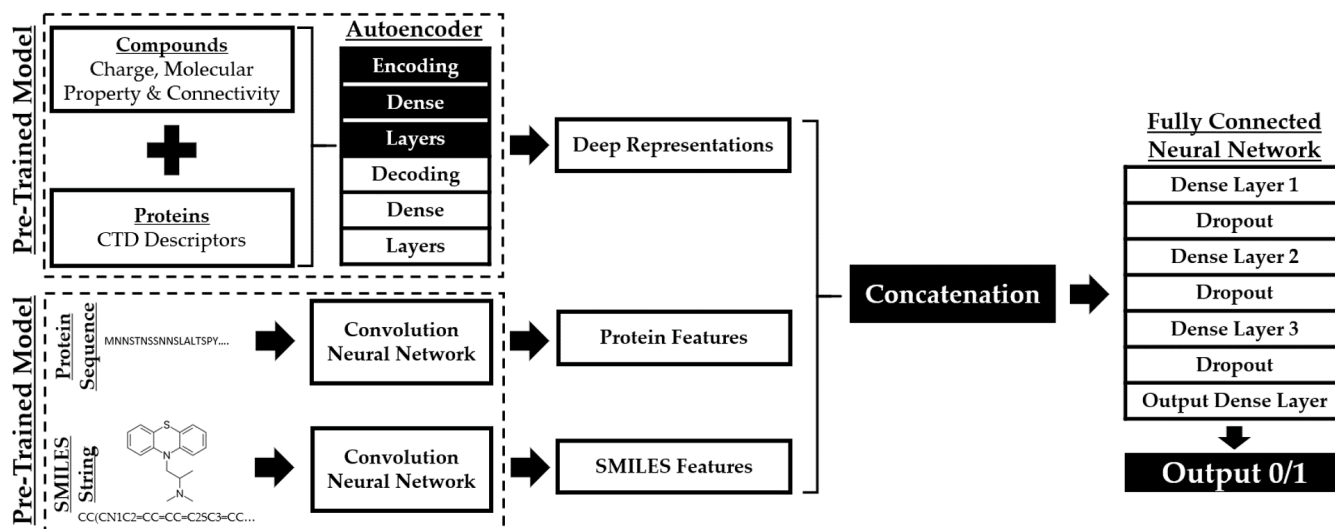 Pre-Trained Model
Compounds
Charge, Molecular
Property & Connectivity
Proteins
CTD Descriptors
Autoencoder
Encoding
Dense
Layers
Decoding
Dense
Layers
Deep Representations
Pre-Trained Model
Protein
Sequence
MNNSTNSSNNSLALTSPY....
Convolution
Neural Network
Protein Features
SMILES
String
S
N
N
CC(CN1C2=CC=CC=C2SC3=CC...
Convolution
Neural Network
SMILES Features
Concatenation
Fully Connected
Neural Network
Dense Layer 1
Dropout
Dense Layer 2
Dropout
Dense Layer 3
Dropout
Output Dense Layer
Output 0/1